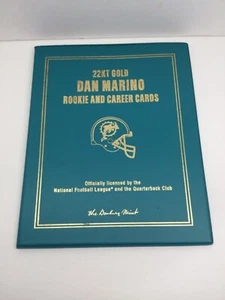 22KT GOLD
DAN MARINO
ROOKIE AND CAREER CARDS
Officially licensed by the
National Football League® and the Quarterback Club
the Danbury Mint